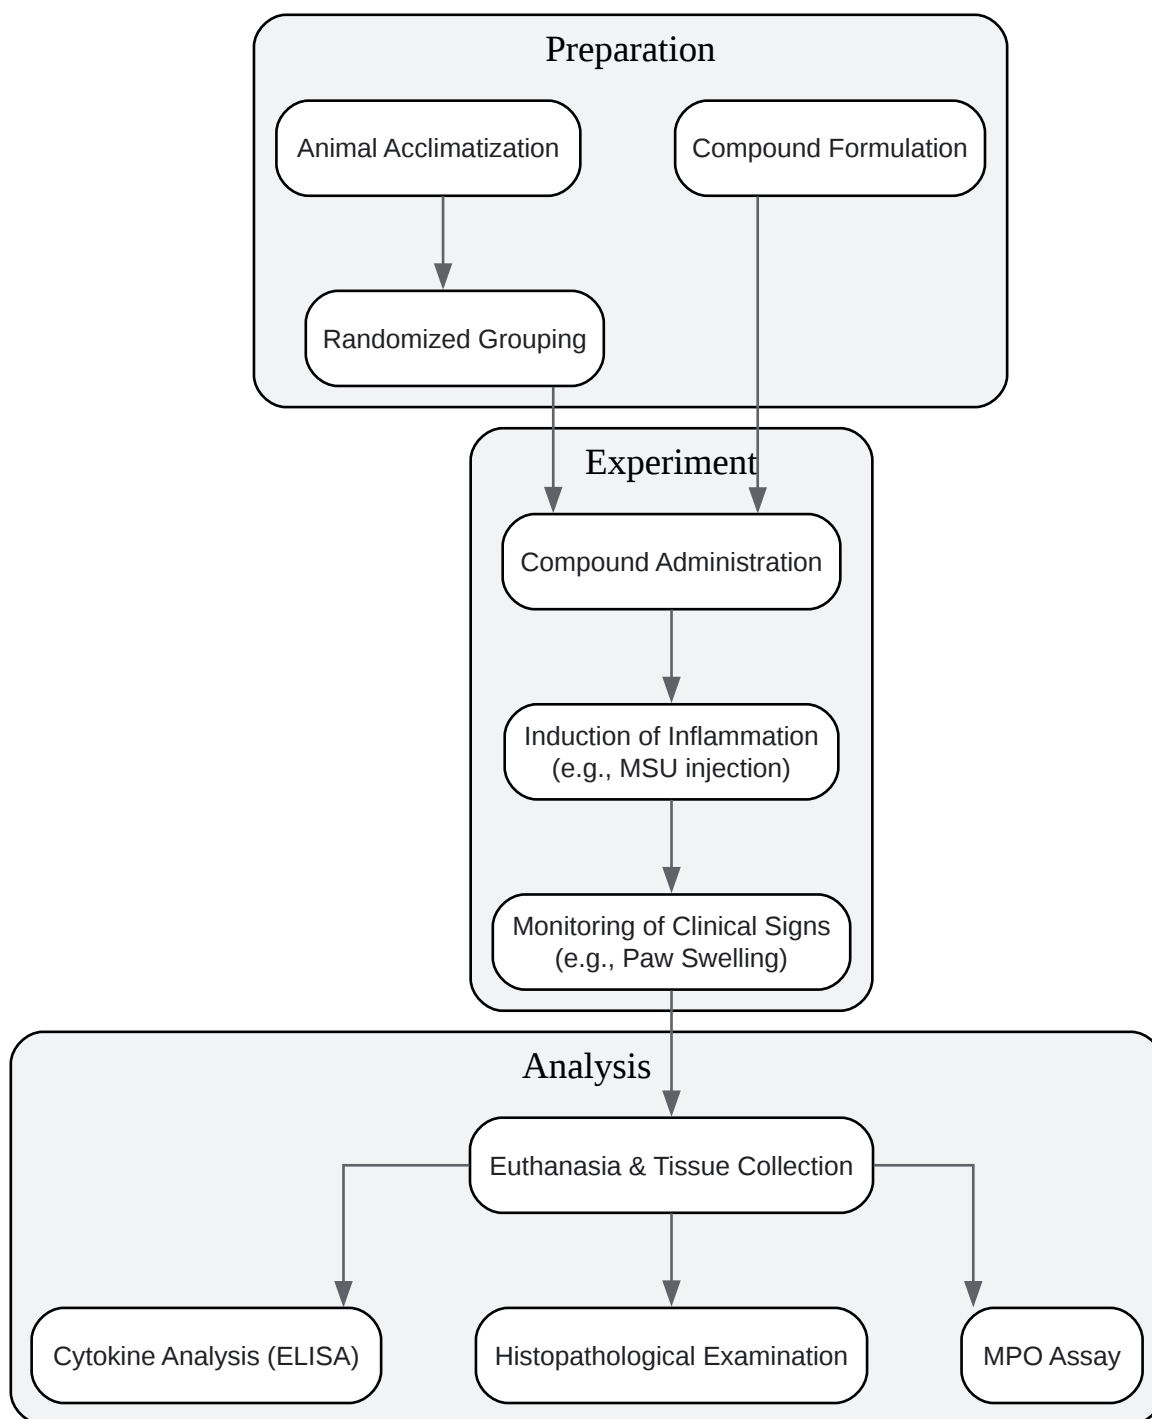 Preparation
Animal Acclimatization
Compound Formulation
Randomized Grouping
Experiment
Compound Administration
Induction of Inflammation
(e.g., MSU injection)
Monitoring of Clinical Signs
(e.g., Paw Swelling)
Analysis
Euthanasia & Tissue Collection
Cytokine Analysis (ELISA)
Histopathological Examination
MPO Assay